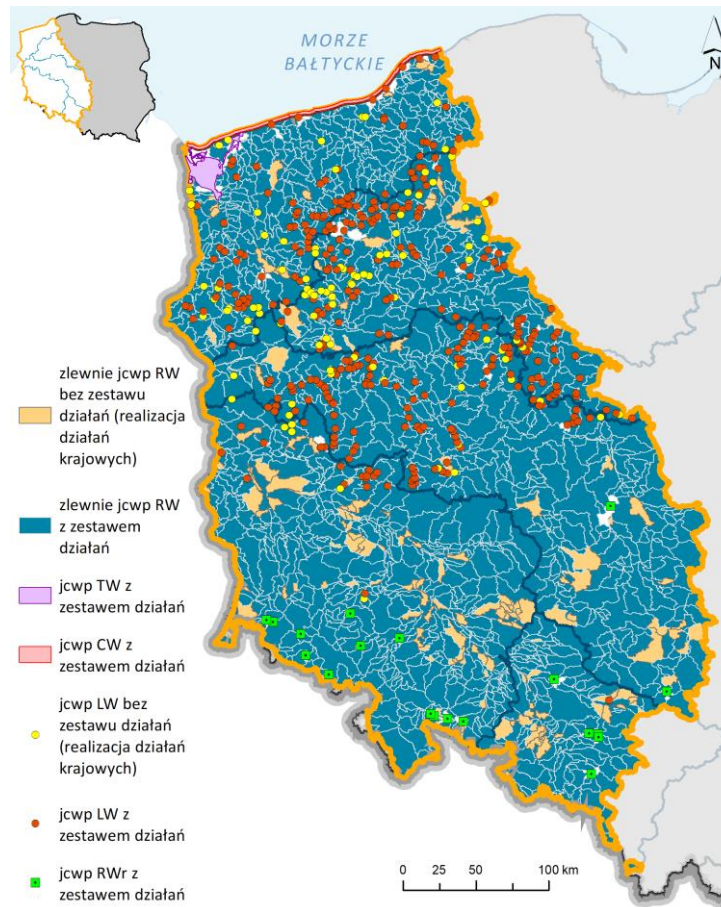 MORZE
BAŁTYCKIE
N
zlewnie jcwp RW
bez zestawu
działań (realizacja
działań
krajowych)
zlewnie jcwp RW
z zestawem
działań
jcwp TW z
zestawem działań
jcwp CW z
zestawem działań
jcwp LW bez
zestawu działań
(realizacja działań
krajowych)
jcwp LW z
zestawem działań
jcwp RWr z
zestawem działań
0 25 50 100 km